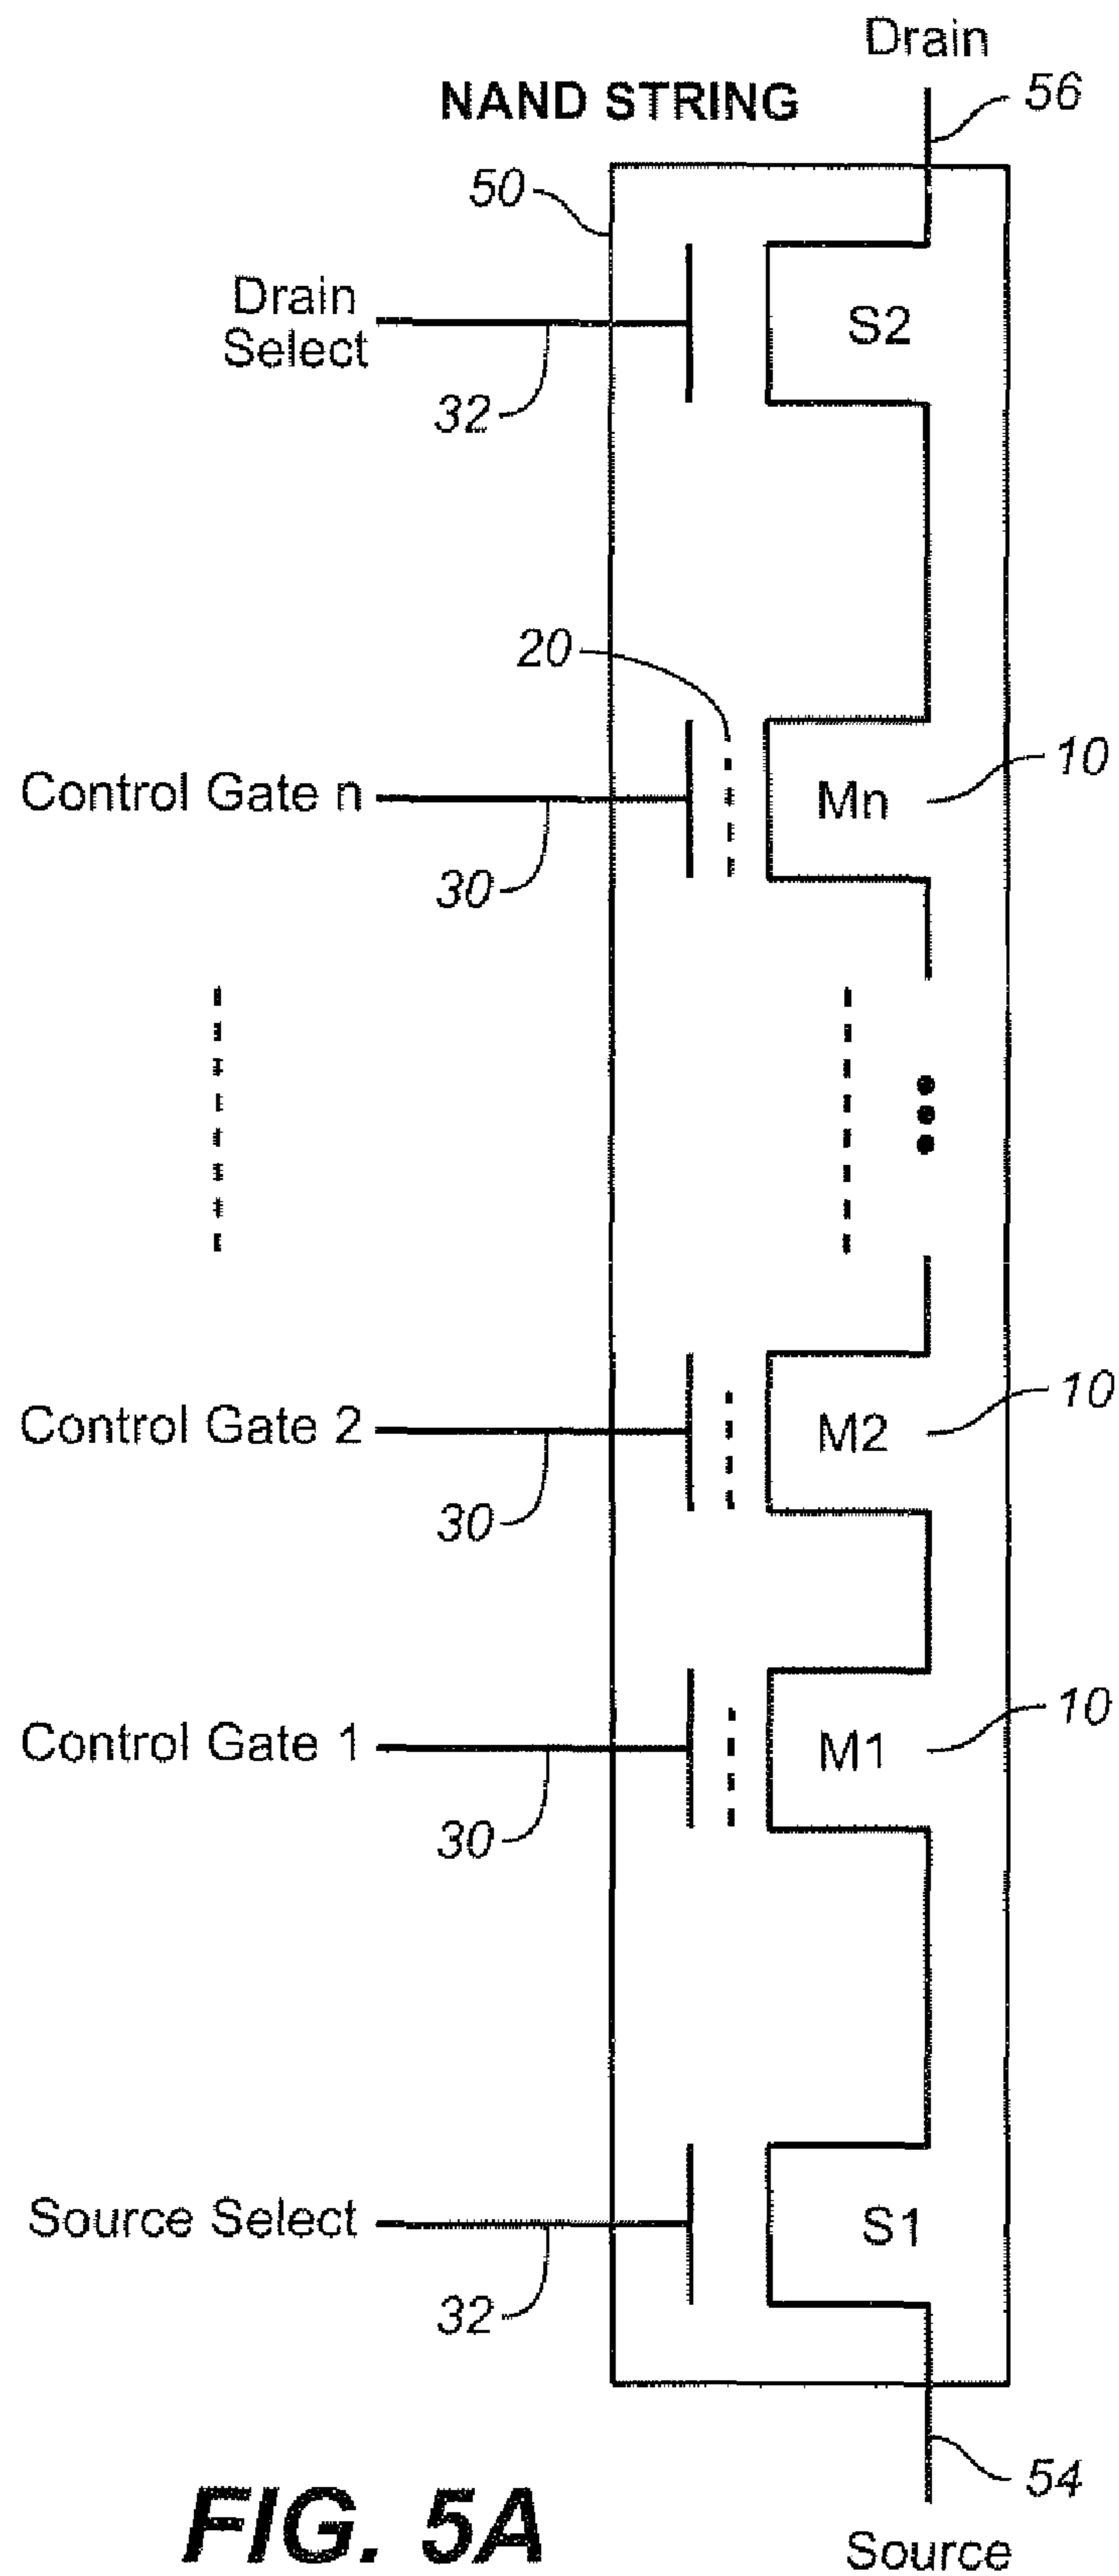 Drain
56
NAND STRING
50
Drain
Select
S2
32
20
Control Gate n
Mn
10
30
Control Gate 2
M2
10
30
Control Gate 1
M1
10
30
Source Select
S1
32
54
FIG. 5A
Source